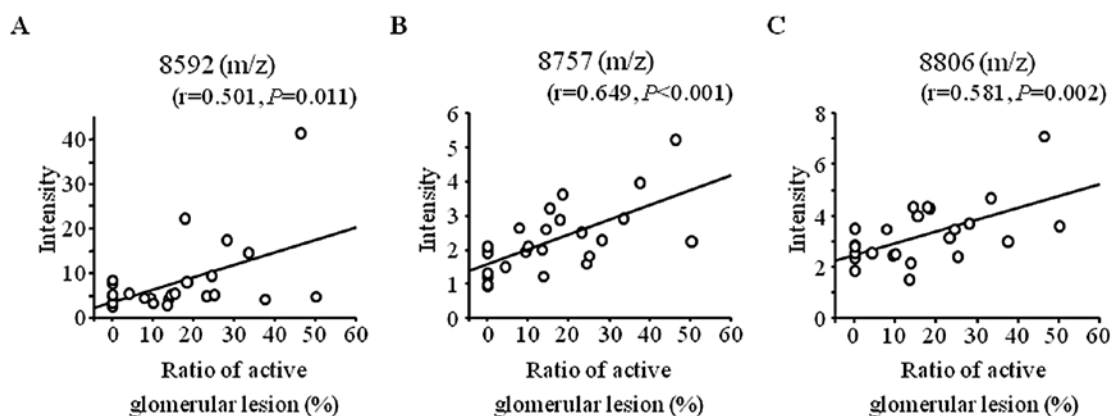 A
8592 (m/z)
(r=0.501, P=0.011)
Intensity
40
30
20
10
0
0 10 20 30 40 50 60
Ratio of active
glomerular lesion (%)
B
8757 (m/z)
(r=0.649, P<0.001)
Intensity
6
5
4
3
2
1
0
0 10 20 30 40 50 60
Ratio of active
glomerular lesion (%)
C
8806 (m/z)
(r=0.581, P=0.002)
Intensity
8
6
4
2
0
0 10 20 30 40 50 60
Ratio of active
glomerular lesion (%)